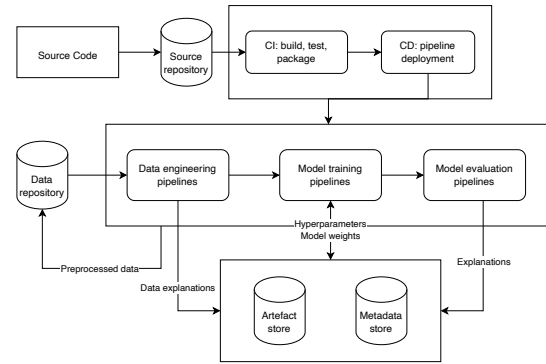 Source Code
Source
repository
CI: build, test,
package
CD: pipeline
deployment
Data
repository
Data engineering
pipelines
Model training
pipelines
Model evaluation
pipelines
Hyperparameters
Model weights
Preprocessed data
Data explanations
Explanations
Artefact
store
Metadata
store